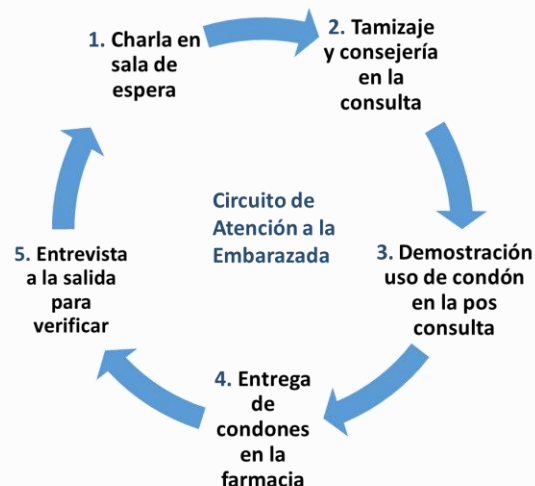 1. Charla en
sala de
espera
2. Tamizaje
y consejería
en la
consulta
Circuito de
Atención a la
Embarazada
3. Demostración
uso de condón
en la pos
consulta
4. Entrega
de
condones
en la
farmacia
5. Entrevista
a la salida
para
verificar